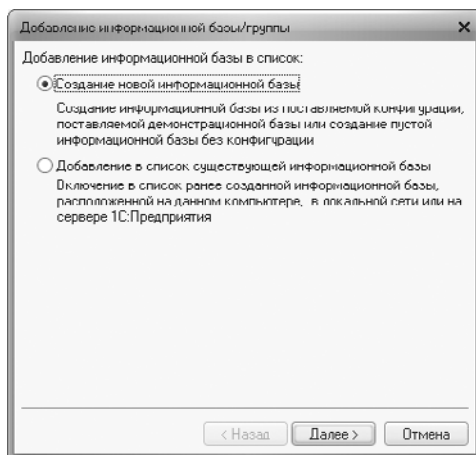 Добавление информационной базы/группы
Добавление информационной базы в список:
Создание новой информационной базы
Создание информационной базы из поставляемой конфигурации,
поставляемой демонстрационной базы или создание пустой
информационной базы без конфигурации
Добавление в список существующей информационной базы
Включение в список ранее созданной информационной базы,
расположенной на данном компьютере, в локальной сети или на
сервере 1С:Предприятия
< Назад
Далее >
Отмена